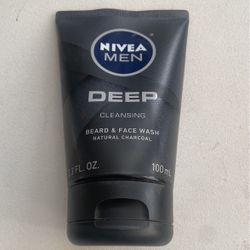 NIVEA
MEN
DEEP
CLEANSING
BEARD & FACE WASH
NATURAL CHARCOAL
FL. OZ. 100 mL